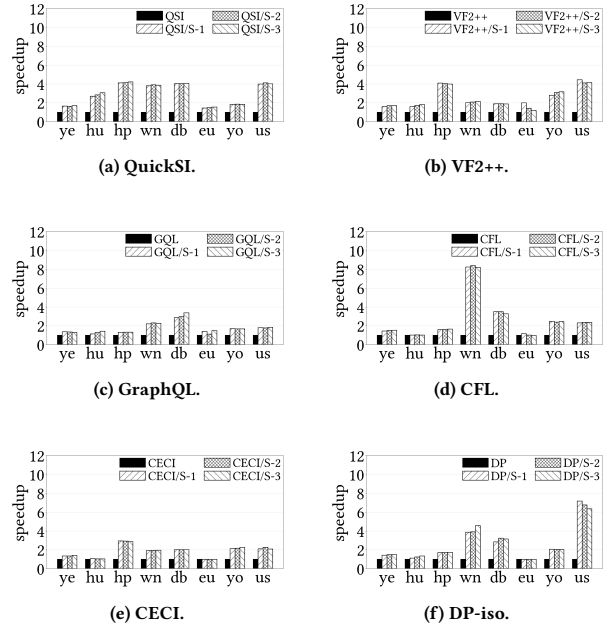 12
10
8
6
4
2
0
speedup
QSI QSI/S-2
QSI/S-1 QSI/S-3
ye hu hp wn db eu yo us
(a) QuickSI.
12
10
8
6
4
2
0
speedup
VF2++ VF2++/S-2
VF2++/S-1 VF2++/S-3
ye hu hp wn db eu yo us
(b) VF2++.
12
10
8
6
4
2
0
speedup
GQL GQL/S-2
GQL/S-1 GQL/S-3
ye hu hp wn db eu yo us
(c) GraphQL.
12
10
8
6
4
2
0
speedup
CFL CFL/S-2
CFL/S-1 CFL/S-3
ye hu hp wn db eu yo us
(d) CFL.
12
10
8
6
4
2
0
speedup
CECI CECI/S-2
CECI/S-1 CECI/S-3
ye hu hp wn db eu yo us
(e) CECI.
12
10
8
6
4
2
0
speedup
DP DP/S-2
DP/S-1 DP/S-3
ye hu hp wn db eu yo us
(f) DP-iso.